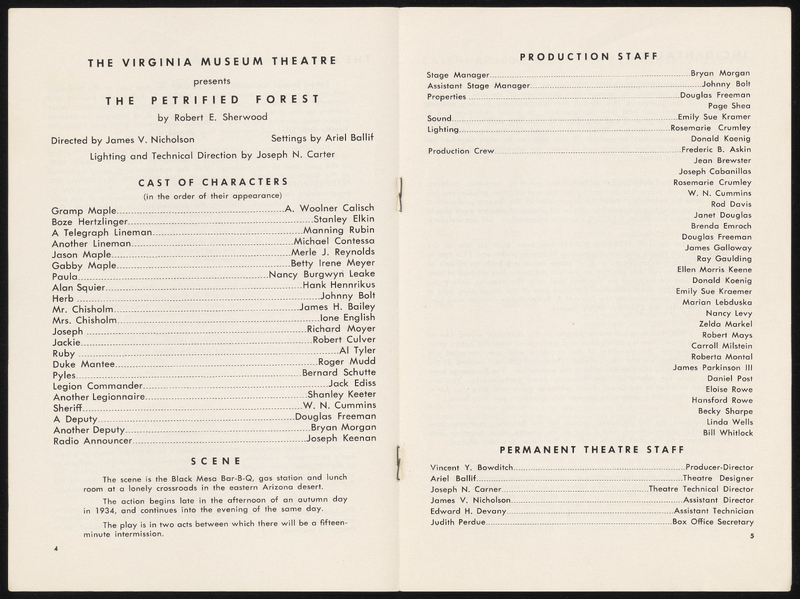 THE VIRGINIA MUSEUM THEATRE
presents
THE PETRIFIED FOREST
by Robert E. Sherwood
Directed by James V. Nicholson Settings by Ariel Ballif
Lighting and Technical Direction by Joseph N. Carter
CAST OF CHARACTERS
(in the order of their appearance)
Gramp Maple A. Woolner Calisch
Boze Hertzlinger Stanley Elkin
A Telegraph Lineman Manning Rubin
Another Lineman Michael Contessa
Jason Maple Merle J. Reynolds
Gabby Maple Betty Irene Meyer
Paula Nancy Burgwyn Leake
Alan Squier Hank Hennrikus
Herb Johnny Bolt
Mr. Chisholm James H. Bailey
Mrs. Chisholm Ione English
Joseph Richard Moyer
Jackie Robert Culver
Ruby Al Tyler
Duke Mantee Roger Mudd
Pyles Bernard Schutte
Legion Commander Jack Ediss
Another Legionnaire Shanley Keeter
Sheriff W. N. Cummins
A Deputy Douglas Freeman
Another Deputy Bryan Morgan
Radio Announcer Joseph Keenan
SCENE
The scene is the Black Mesa Bar-B-Q, gas station and lunch
room at a lonely crossroads in the eastern Arizona desert.
The action begins late in the afternoon of an autumn day
in 1934, and continues into the evening of the same day.
The play is in two acts between which there will be a fifteen-
minute intermission.
4
PRODUCTION STAFF
Stage Manager Bryan Morgan
Assistant Stage Manager Johnny Bolt
Properties Douglas Freeman
Page Shea
Sound Emily Sue Kramer
Lighting Rosemarie Crumley
Donald Koenig
Production Crew Frederic B. Askin
Jean Brewster
Joseph Cabanillas
Rosemarie Crumley
W. N. Cummins
Rod Davis
Janet Douglas
Brenda Emroch
Douglas Freeman
James Galloway
Ray Gaulding
Ellen Morris Keene
Donald Koenig
Emily Sue Kraemer
Marian Lebduska
Nancy Levy
Zelda Markel
Robert Mays
Carroll Milstein
Roberta Montal
James Parkinson III
Daniel Post
Eloise Rowe
Hansford Rowe
Becky Sharpe
Linda Wells
Bill Whitlock
PERMANENT THEATRE STAFF
Vincent Y. Bowditch Producer-Director
Ariel Ballif Theatre Designer
Joseph N. Carner Theatre Technical Director
James V. Nicholson Assistant Director
Edward H. Devany Assistant Technician
Judith Perdue Box Office Secretary
5